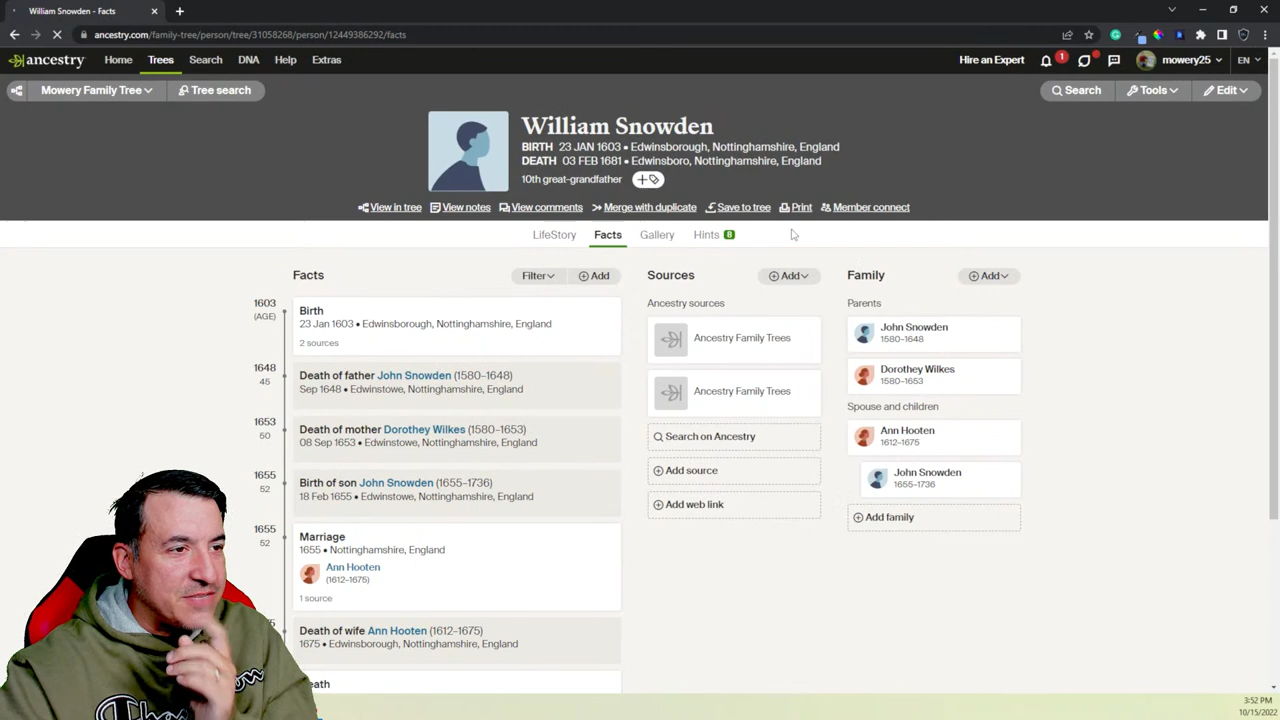 William Snowden - Facts
ancestry.com/family-tree/person/tree/31058268/person/12449386292/facts
ancestry Home Trees Search DNA Help Extras Hire an Expert 1 mowery25 EN
Mowery Family Tree Tree search Search Tools Edit
William Snowden
BIRTH 23 JAN 1603 • Edwinsborough, Nottinghamshire, England
DEATH 03 FEB 1681 • Edwinsboro, Nottinghamshire, England
10th great-grandfather
View in tree View notes View comments Merge with duplicate Save to tree Print Member connect
LifeStory Facts Gallery Hints 8
Facts Filter Add
1603
(AGE)
Birth
23 Jan 1603 • Edwinsborough, Nottinghamshire, England
2 sources
1648
45
Death of father John Snowden (1580–1648)
Sep 1648 • Edwinstowe, Nottinghamshire, England
1653
50
Death of mother Dorothey Wilkes (1580–1653)
08 Sep 1653 • Edwinstowe, Nottinghamshire, England
1655
52
Birth of son John Snowden (1655–1736)
18 Feb 1655 • Edwinstowe, Nottinghamshire, England
1655
52
Marriage
1655 • Nottinghamshire, England
Ann Hooten
(1612–1675)
1 source
Death of wife Ann Hooten (1612–1675)
1675 • Edwinsborough, Nottinghamshire, England
Sources Add
Ancestry sources
Ancestry Family Trees
Ancestry Family Trees
Search on Ancestry
Add source
Add web link
Family Add
Parents
John Snowden
1580–1648
Dorothey Wilkes
1580–1653
Spouse and children
Ann Hooten
1612–1675
John Snowden
1655–1736
Add family
3:52 PM
10/15/2022